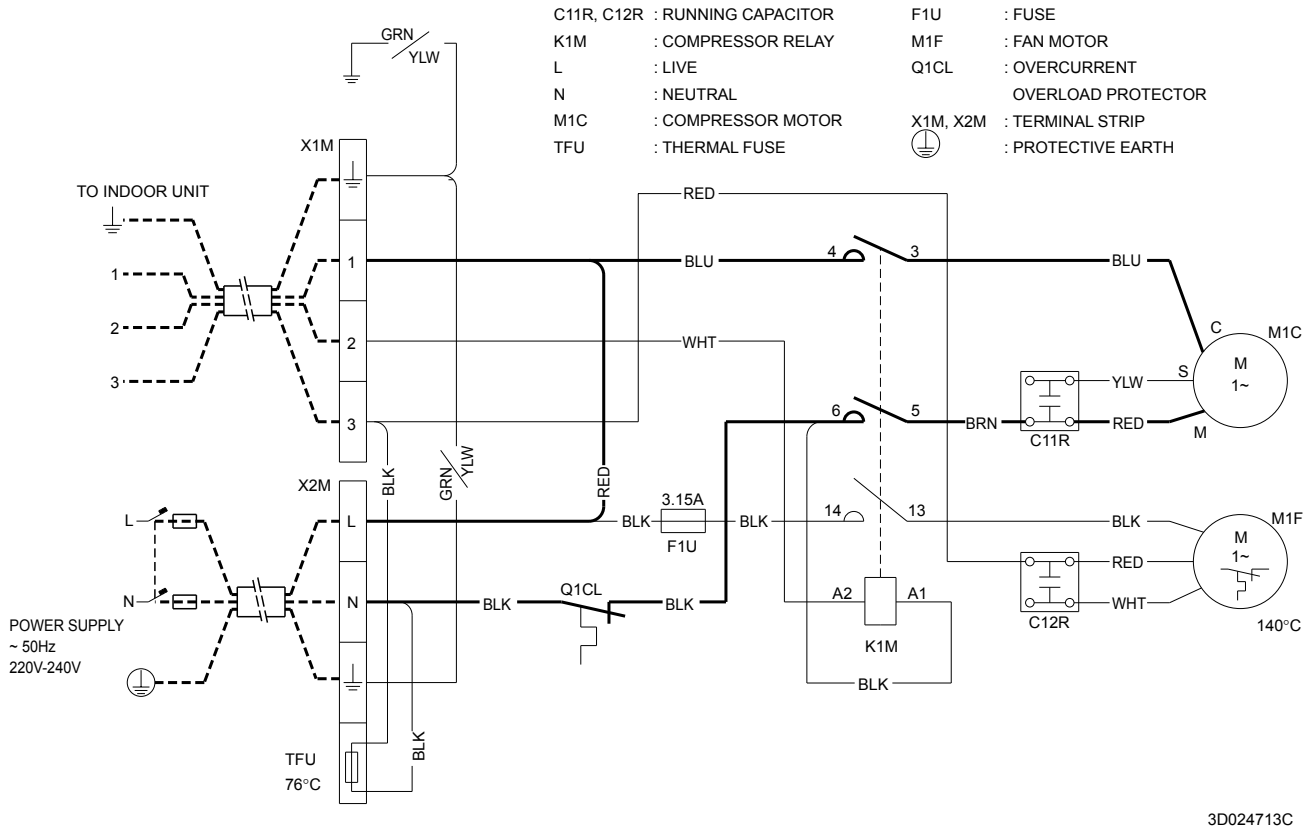 C11R, C12R : RUNNING CAPACITOR
K1M : COMPRESSOR RELAY
L : LIVE
N : NEUTRAL
M1C : COMPRESSOR MOTOR
TFU : THERMAL FUSE
F1U : FUSE
M1F : FAN MOTOR
Q1CL : OVERCURRENT
OVERLOAD PROTECTOR
X1M, X2M : TERMINAL STRIP
: PROTECTIVE EARTH
GRN
YLW
X1M
TO INDOOR UNIT
1
2
3
1
2
3
RED
BLU
4
3
BLU
WHT
C
M1C
M
1~
S
YLW
6
5
BRN
C11R
RED
M
BLK
GRN
YLW
RED
X2M
L
L
BLK
3.15A
F1U
BLK
14
13
BLK
M1F
M
1~
RED
WHT
C12R
140°C
N
N
BLK
Q1CL
BLK
A2
A1
K1M
BLK
POWER SUPPLY
~ 50Hz
220V-240V
BLK
TFU
76°C
3D024713C